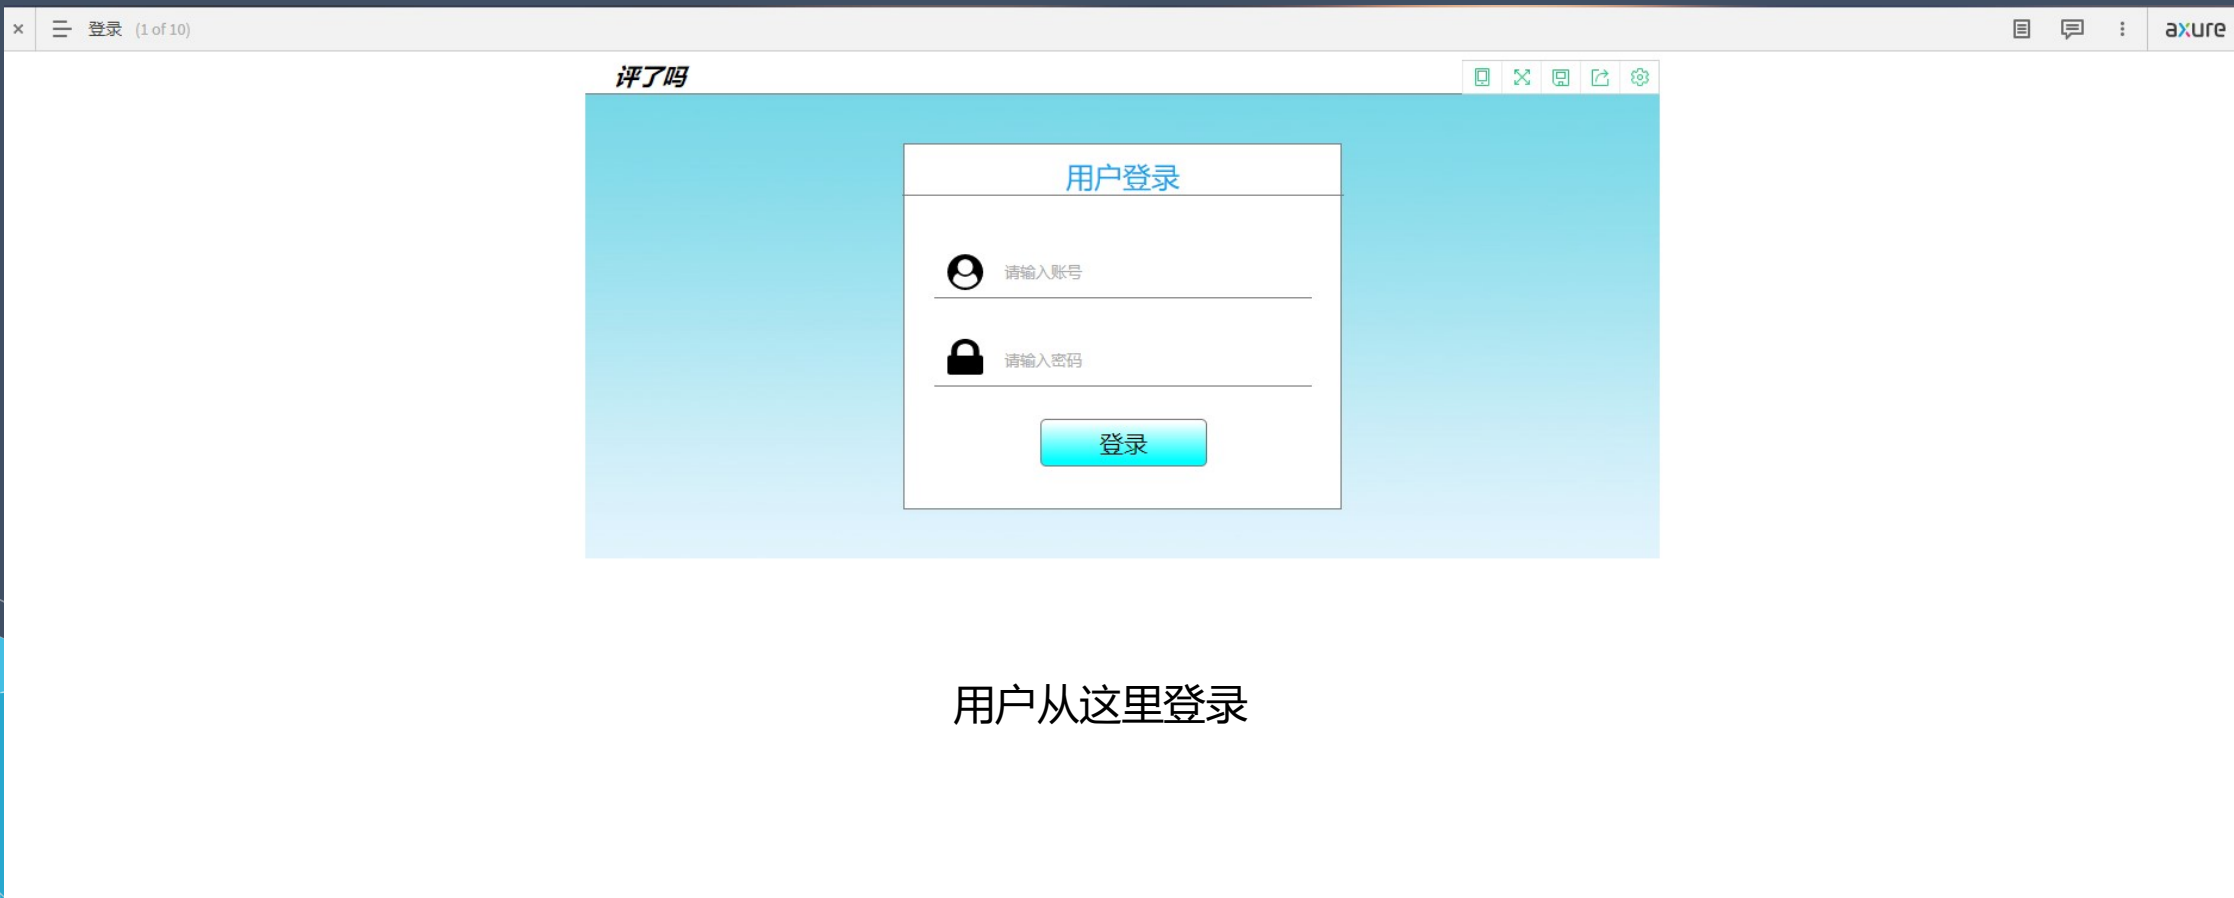 登录 (1 of 10)
axure
评了吗
用户登录
请输入账号
请输入密码
登录
用户从这里登录